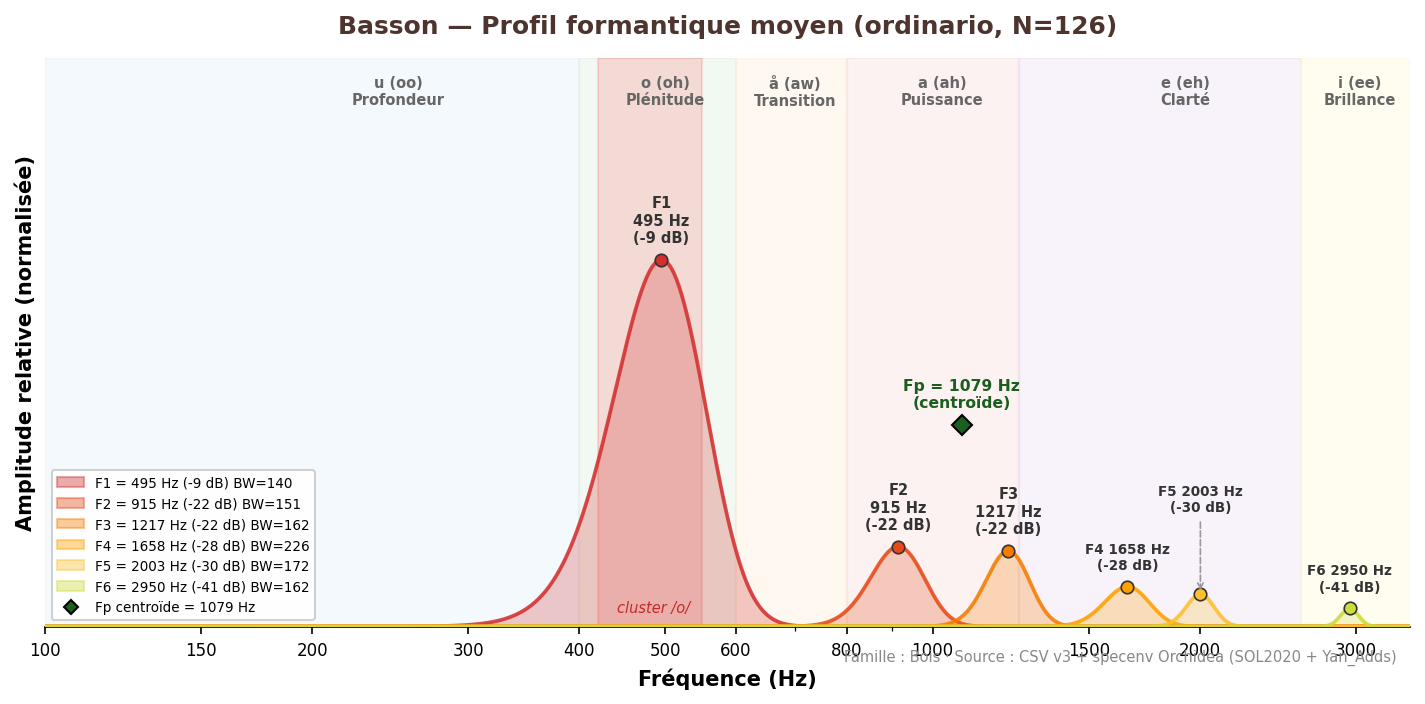 Basson — Profil formantique moyen (ordinario, N=126)
u (oo)
Profondeur
o (oh)
Plénitude
å (aw)
Transition
a (ah)
Puissance
e (eh)
Clarté
i (ee)
Brillance
Amplitude relative (normalisée)
F1
495 Hz
(-9 dB)
Fp = 1079 Hz
(centroïde)
F2
915 Hz
(-22 dB)
F3
1217 Hz
(-22 dB)
F4 1658 Hz
(-28 dB)
F5 2003 Hz
(-30 dB)
F6 2950 Hz
(-41 dB)
cluster /o/
F1 = 495 Hz (-9 dB) BW=140
F2 = 915 Hz (-22 dB) BW=151
F3 = 1217 Hz (-22 dB) BW=162
F4 = 1658 Hz (-28 dB) BW=226
F5 = 2003 Hz (-30 dB) BW=172
F6 = 2950 Hz (-41 dB) BW=162
Fp centroïde = 1079 Hz
100 150 200 300 400 500 600 800 1000 1500 2000 3000
Famille : Bois Source : CSV v3 + specenv Orchidea (SOL2020 + Yan_Adds)
Fréquence (Hz)